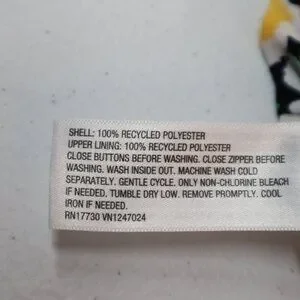 SHELL: 100% RECYCLED POLYESTER
UPPER LINING: 100% RECYCLED POLYESTER
CLOSE BUTTONS BEFORE WASHING. CLOSE ZIPPER BEFORE
WASHING. WASH INSIDE OUT. MACHINE WASH COLD
SEPARATELY. GENTLE CYCLE. ONLY NON-CHLORINE BLEACH
IF NEEDED. TUMBLE DRY LOW. REMOVE PROMPTLY. COOL
IRON IF NEEDED.
RN17730 VN1247024